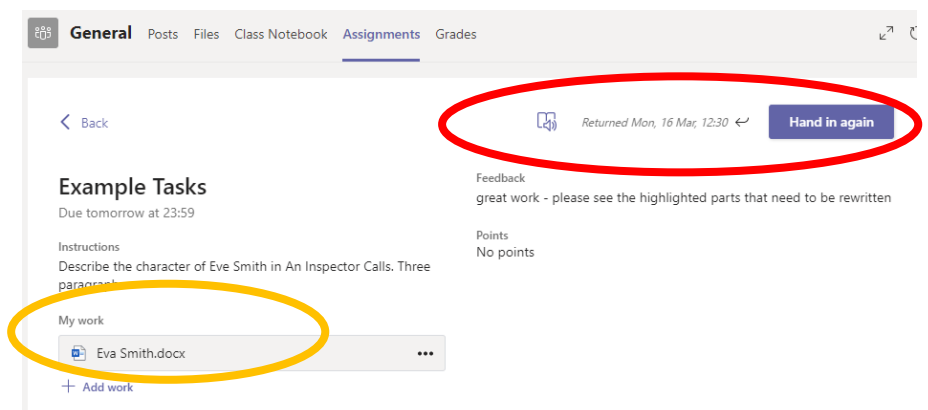 General Posts Files Class Notebook Assignments Grades
Back
Returned Mon, 16 Mar, 12:30
Hand in again
Example Tasks
Due tomorrow at 23:59
Instructions
Describe the character of Eve Smith in An Inspector Calls. Three
My work
Eva Smith.docx
Add work
Feedback
great work - please see the highlighted parts that need to be rewritten
Points
No points